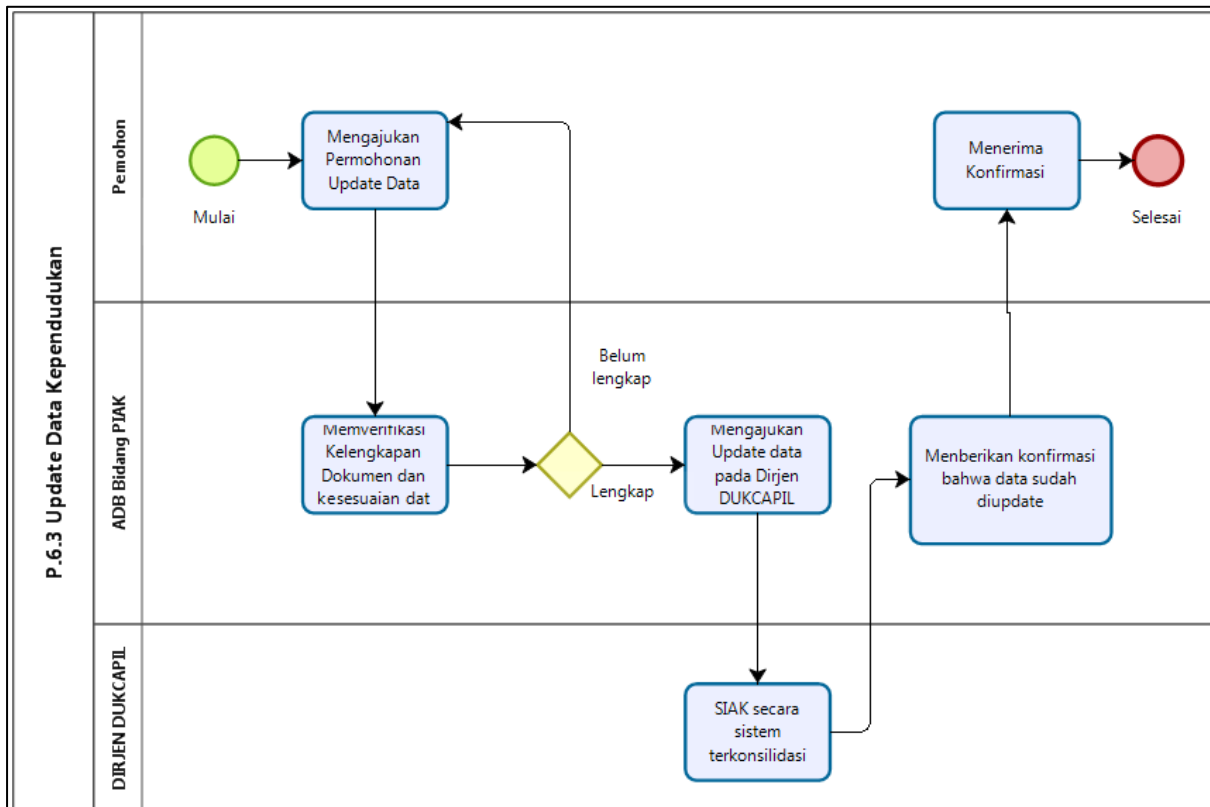 P.6.3 Update Data Kependudukan
Pemohon
Mulai
Mengajukan
Permohonan
Update Data
Menerima
Konfirmasi
Selesai
ADB Bidang PIAK
Memverifikasi
Kelengkapan
Dokumen dan
kesesuaian dat
Belum
lengkap
Lengkap
Mengajukan
Update data
pada Dirjen
DUKCAPIL
Menberikan konfirmasi
bahwa data sudah
diupdate
DIRJEN DUKCAPIL
SIAK secara
sistem
terkonsilidasi